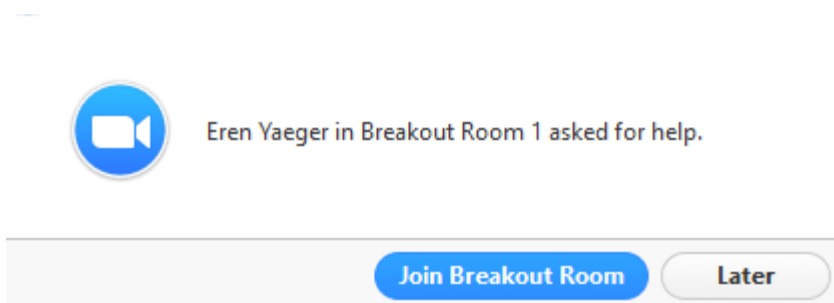 Eren Yaeger in Breakout Room 1 asked for help.
Join Breakout Room Later